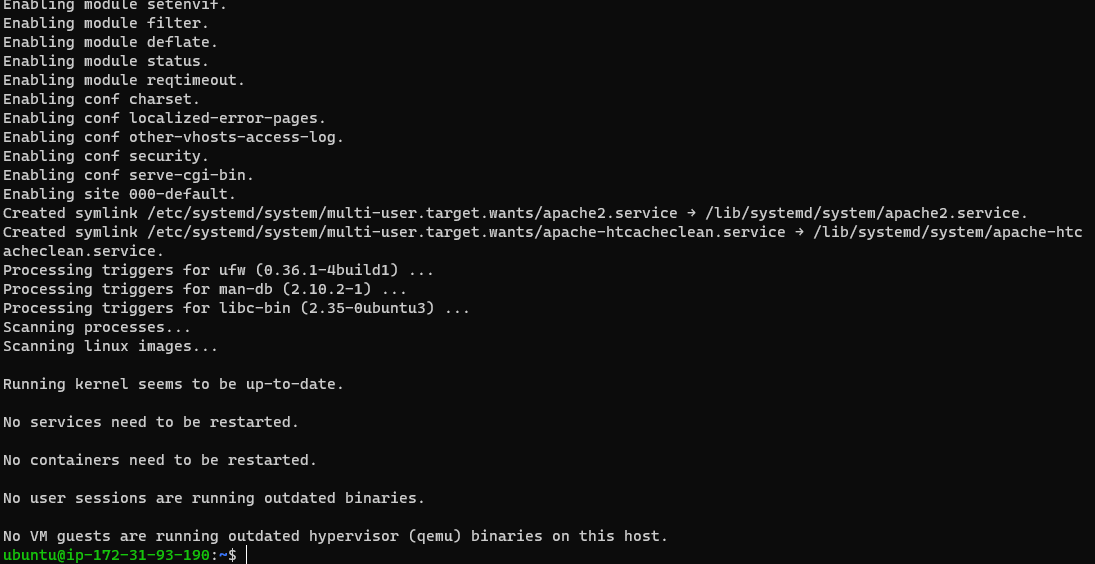 Enabling module setenvif.
Enabling module filter.
Enabling module deflate.
Enabling module status.
Enabling module reqtimeout.
Enabling conf charset.
Enabling conf localized-error-pages.
Enabling conf other-vhosts-access-log.
Enabling conf security.
Enabling conf serve-cgi-bin.
Enabling site 000-default.
Created symlink /etc/systemd/system/multi-user.target.wants/apache2.service → /lib/systemd/system/apache2.service.
Created symlink /etc/systemd/system/multi-user.target.wants/apache-htcacheclean.service → /lib/systemd/system/apache-htc
acheclean.service.
Processing triggers for ufw (0.36.1-4build1) ...
Processing triggers for man-db (2.10.2-1) ...
Processing triggers for libc-bin (2.35-0ubuntu3) ...
Scanning processes...
Scanning linux images...
Running kernel seems to be up-to-date.
No services need to be restarted.
No containers need to be restarted.
No user sessions are running outdated binaries.
No VM guests are running outdated hypervisor (qemu) binaries on this host.
ubuntu@ip-172-31-93-190:~$